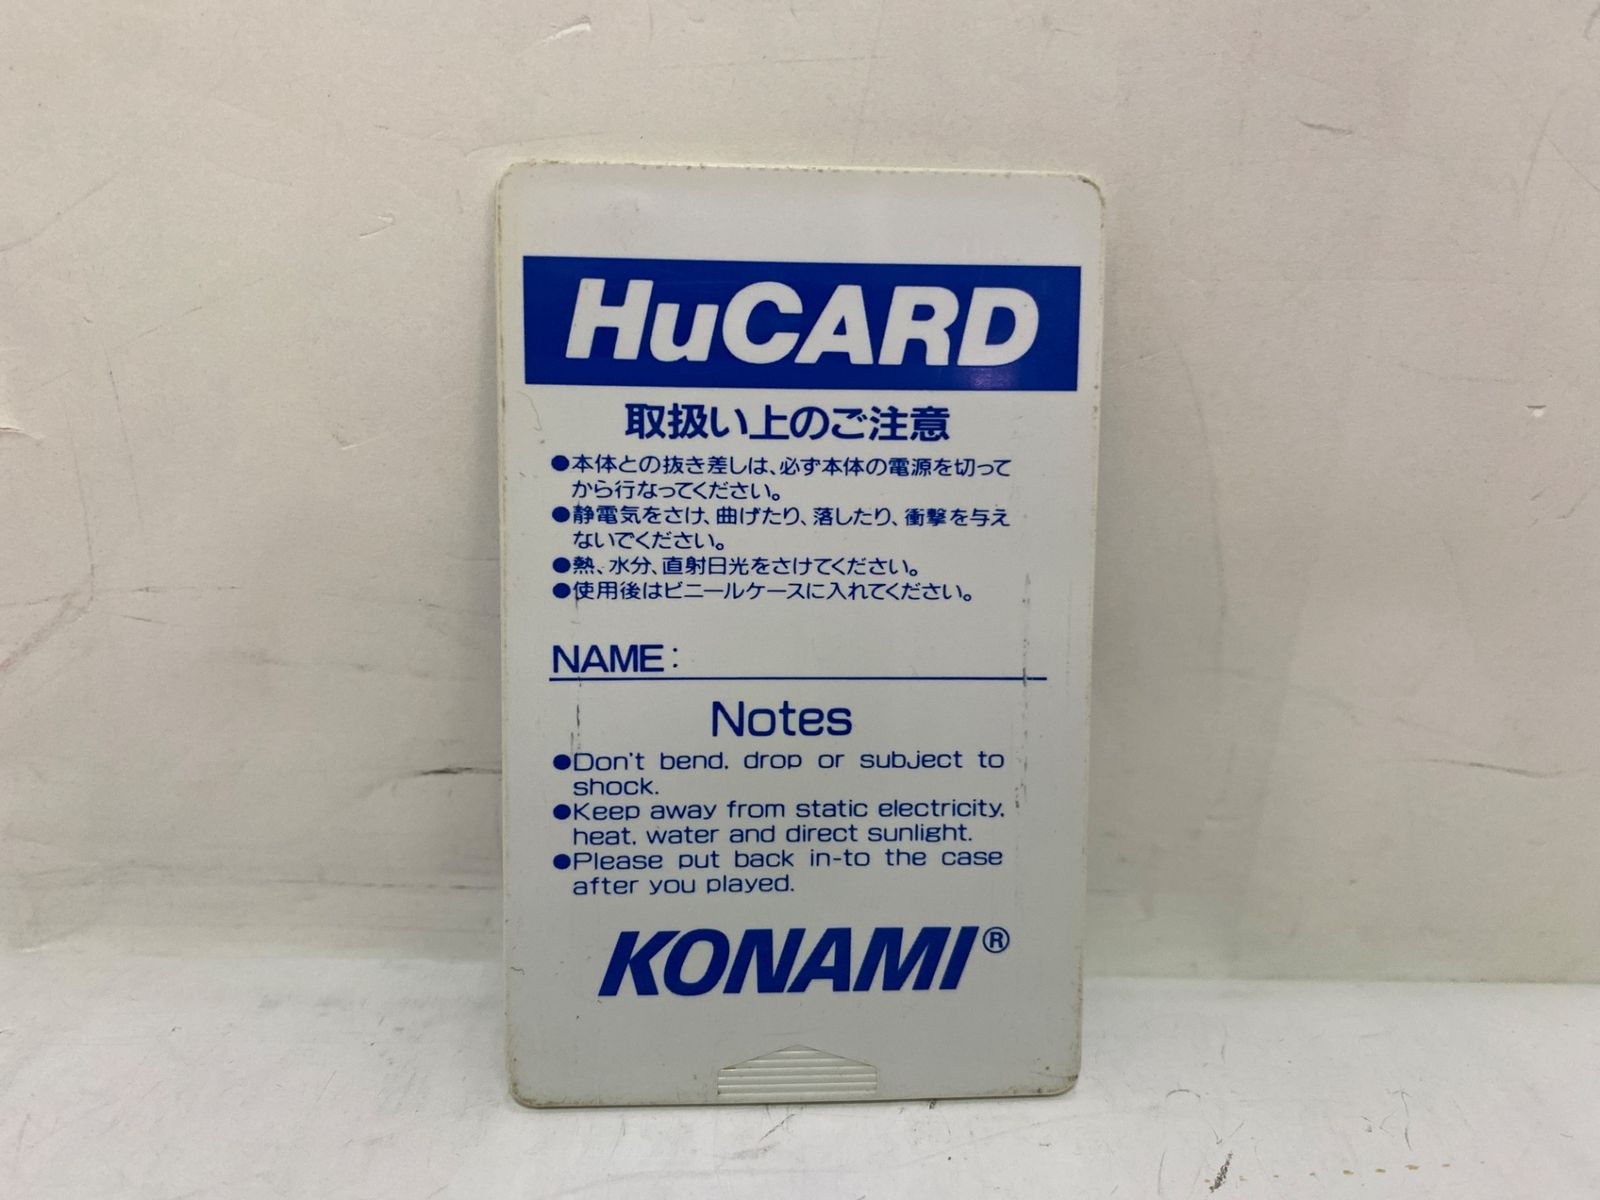 HuCARD
取扱い上のご注意
●本体との抜き差しは、必ず本体の電源を切って
から行なってください。
●静電気をさけ、曲げたり、落したり、衝撃を与え
ないでください。
●熱、水分、直射日光をさけてください。
●使用後はビニールケースに入れてください。
NAME:
Notes
●Don't bend, drop or subject to
shock.
●Keep away from static electricity,
heat, water and direct sunlight.
●Please put back in-to the case
after you played.
KONAMI®